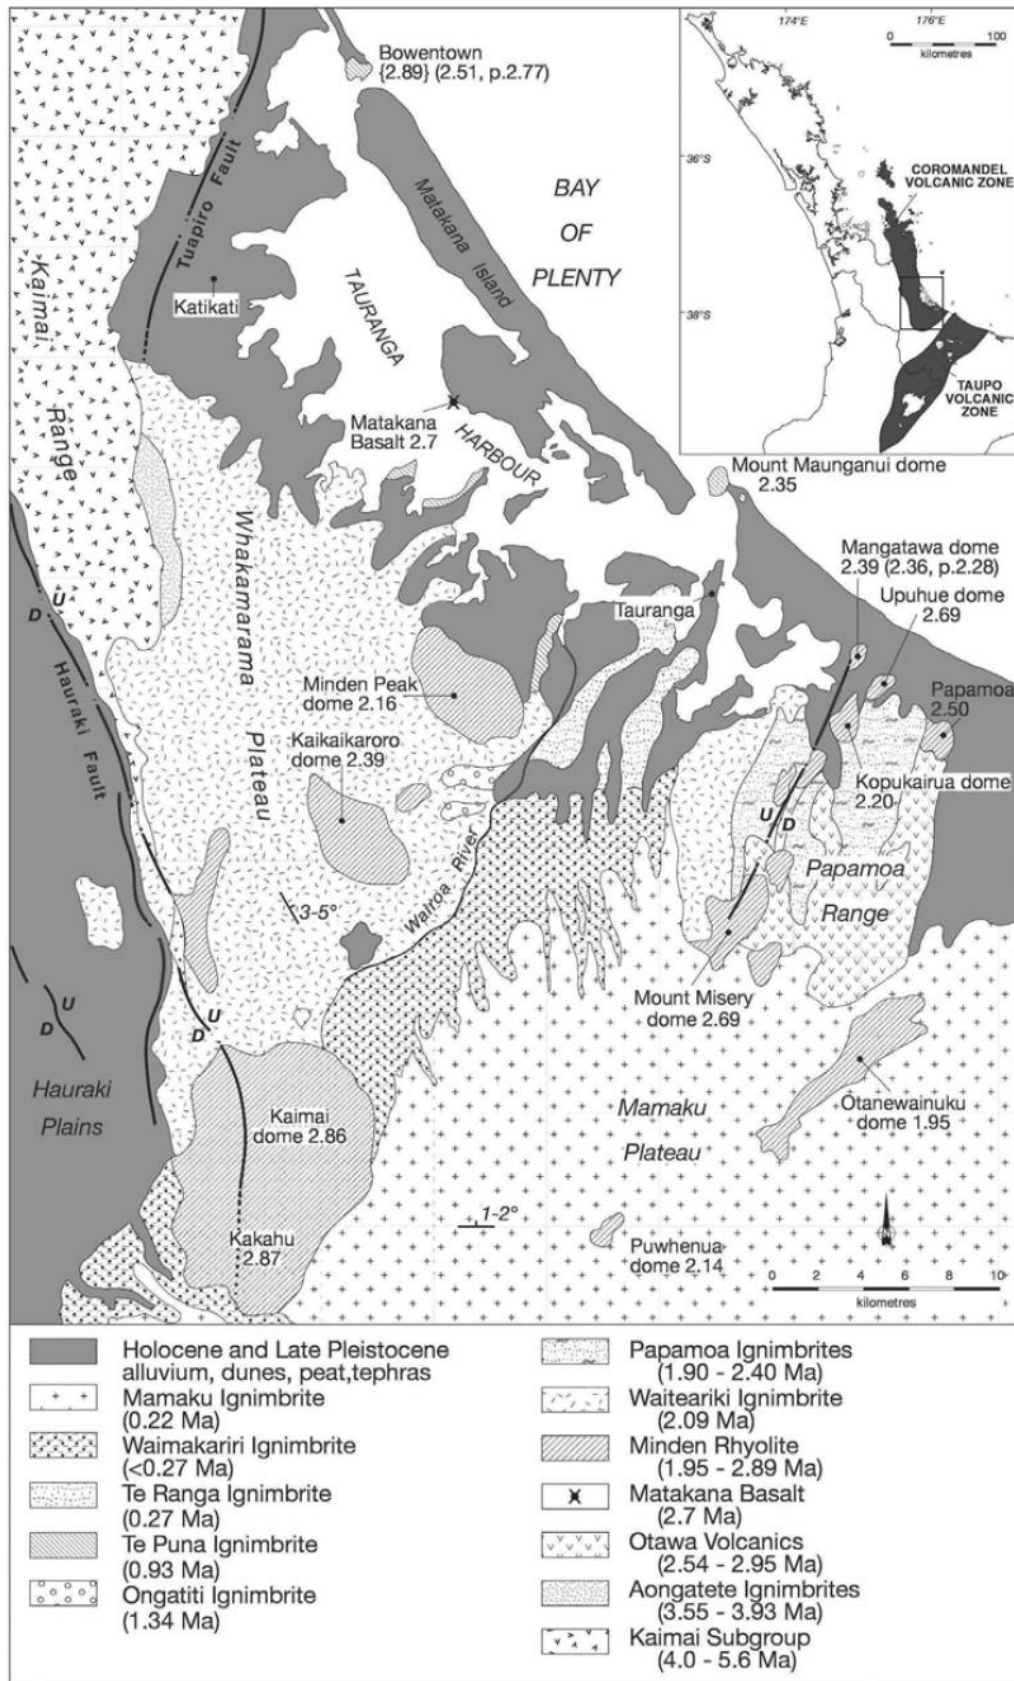 Bowentown
{2.89} (2.51, p.2.77)
174°E
176°E
0
100
kilometres
36°S
38°S
COROMANDEL
VOLCANIC ZONE
TAUPO
VOLCANIC
ZONE
BAY
OF
PLENTY
Matakana Island
Tuapiro Fault
Katikati
TAURANGA
HARBOUR
Kaimai
Range
Matakana
Basalt 2.7
Mount Maunganui dome
2.35
Mangatawa dome
2.39 (2.36, p.2.28)
Upuhue dome
2.69
Papamoa
2.50
Kopukairua dome
2.20
Tauranga
Whakamarama
Plateau
U
D
Hauraki Fault
Minden Peak
dome 2.16
Kaikaikaroro
dome 2.39
Wairoa River
3-5°
U
D
Papamoa
Range
Mount Misery
dome 2.69
U
D
U
D
Hauraki
Plains
Kaimai
dome 2.86
Kakahu
2.87
Mamaku
Plateau
Otanewainuku
dome 1.95
1-2°
Puwhenua
dome 2.14
0 2 4 6 8 10
kilometres
Holocene and Late Pleistocene
alluvium, dunes, peat,tephras
Mamaku Ignimbrite
(0.22 Ma)
Waimakariri Ignimbrite
(<0.27 Ma)
Te Ranga Ignimbrite
(0.27 Ma)
Te Puna Ignimbrite
(0.93 Ma)
Ongatiti Ignimbrite
(1.34 Ma)
Papamoa Ignimbrites
(1.90 - 2.40 Ma)
Waiteariki Ignimbrite
(2.09 Ma)
Minden Rhyolite
(1.95 - 2.89 Ma)
Matakana Basalt
(2.7 Ma)
Otawa Volcanics
(2.54 - 2.95 Ma)
Aongatete Ignimbrites
(3.55 - 3.93 Ma)
Kaimai Subgroup
(4.0 - 5.6 Ma)